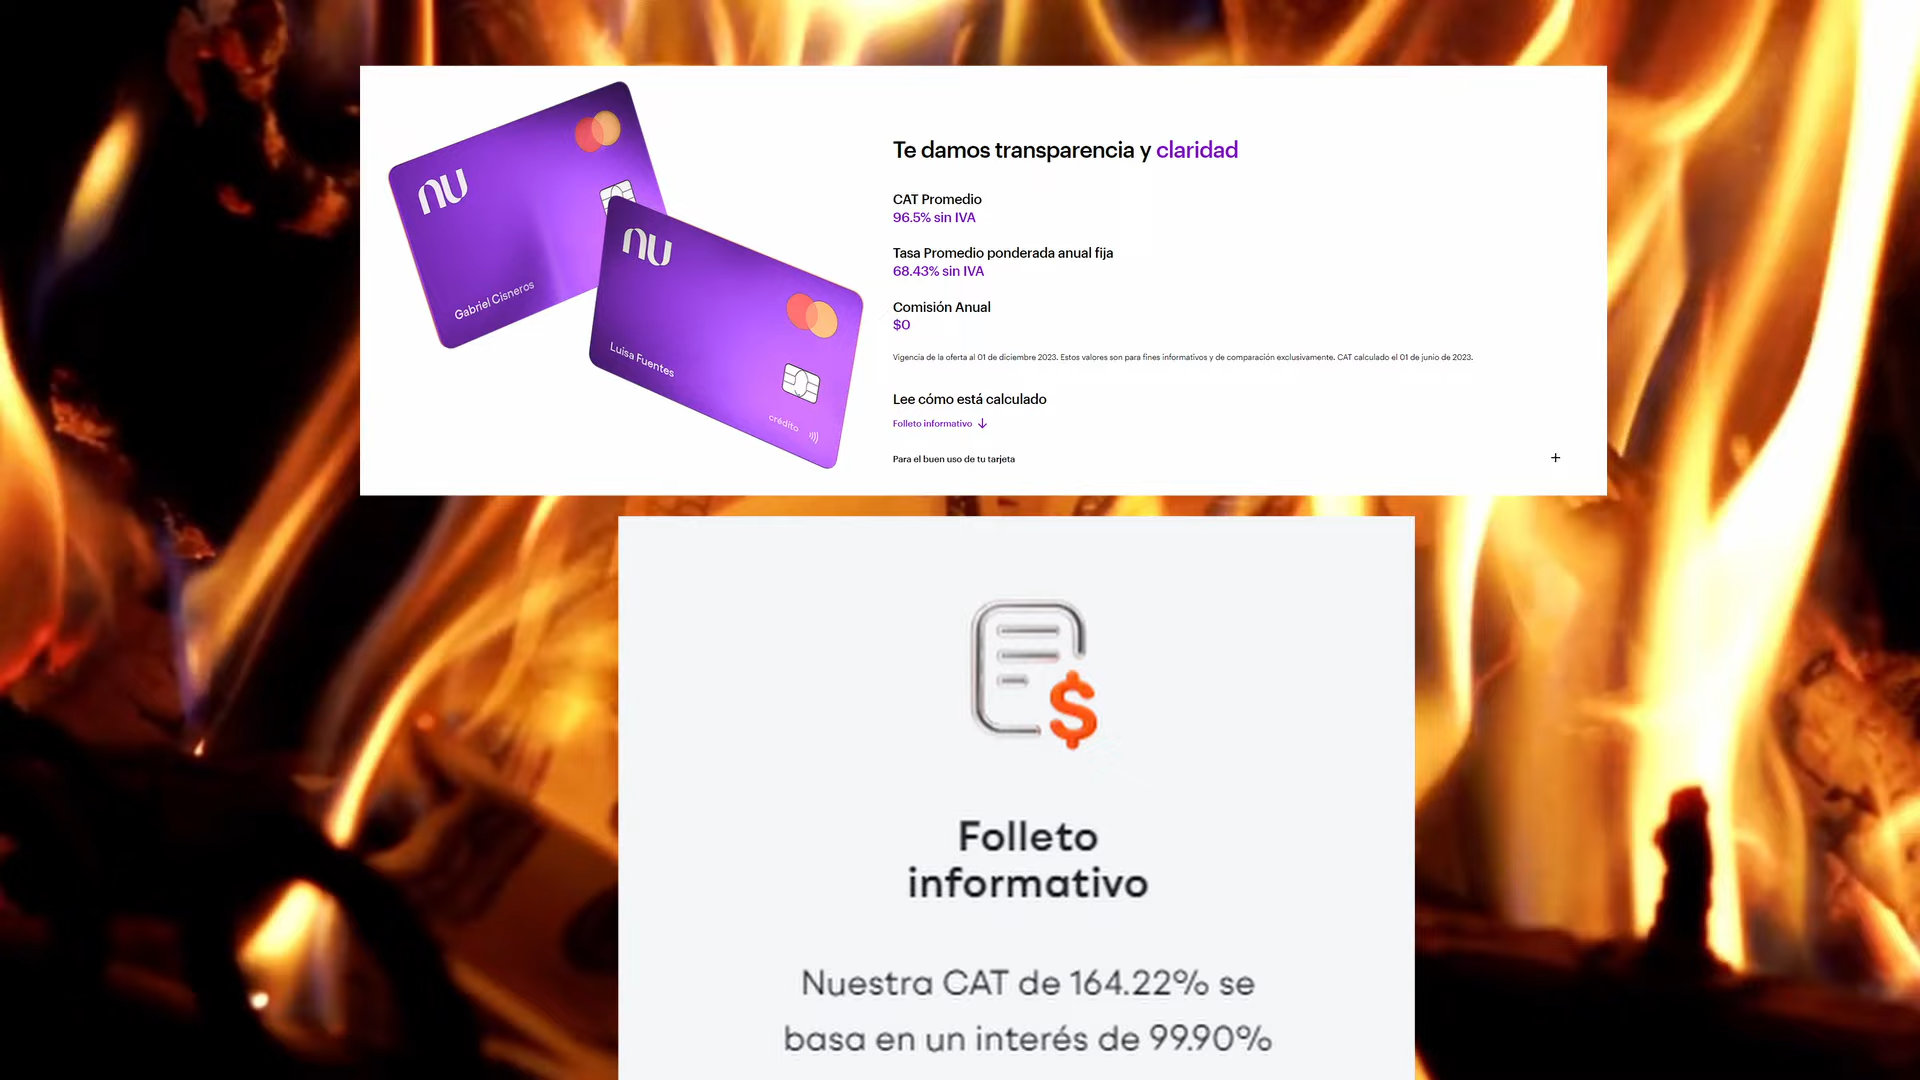 nu
Gabriel Cisneros
nu
Luisa Fuentes
crédito
Te damos transparencia y claridad
CAT Promedio
96.5% sin IVA
Tasa Promedio ponderada anual fija
68.43% sin IVA
Comisión Anual
$0
Vigencia de la oferta al 01 de diciembre 2023. Estos valores son para fines informativos y de comparación exclusivamente. CAT calculado el 01 de junio de 2023.
Lee cómo está calculado
Folleto informativo ↓
Para el buen uso de tu tarjeta +
$
Folleto
informativo
Nuestra CAT de 164.22% se
basa en un interés de 99.90%